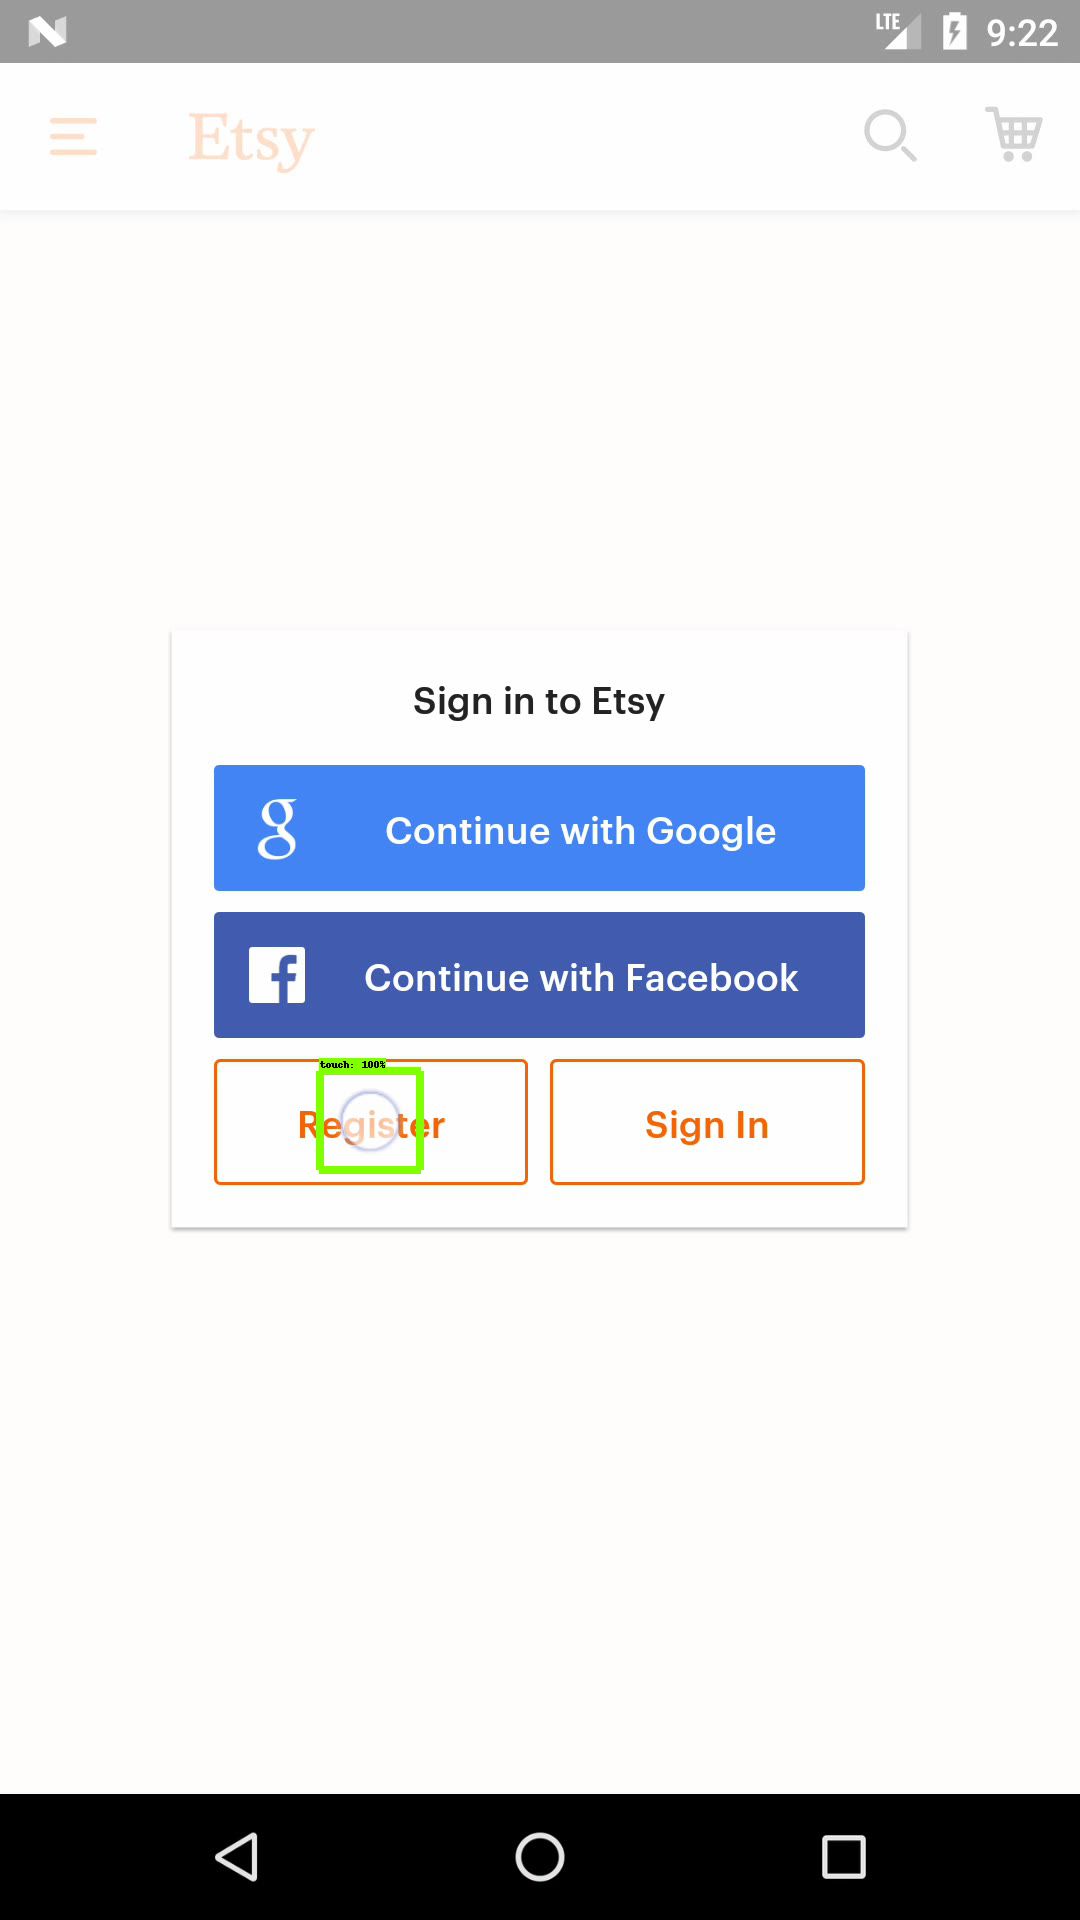 LTE 9:22
Etsy
Sign in to Etsy
Continue with Google
Continue with Facebook
touch: 100%
Register
Sign In